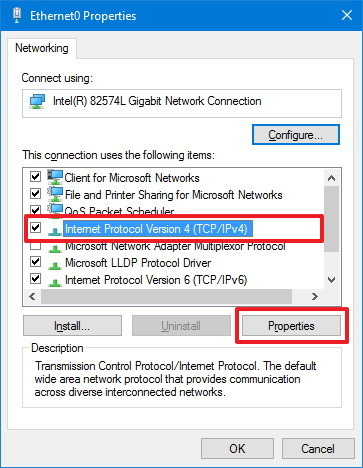 Ethernet0 Properties
Networking
Connect using:
Intel(R) 82574L Gigabit Network Connection
Configure...
This connection uses the following items:
Client for Microsoft Networks
File and Printer Sharing for Microsoft Networks
QoS Packet Scheduler
Internet Protocol Version 4 (TCP/IPv4)
Microsoft Network Adapter Multiplexor Protocol
Microsoft LLDP Protocol Driver
Internet Protocol Version 6 (TCP/IPv6)
Install...
Uninstall
Properties
Description
Transmission Control Protocol/Internet Protocol. The default
wide area network protocol that provides communication
across diverse interconnected networks.
OK
Cancel